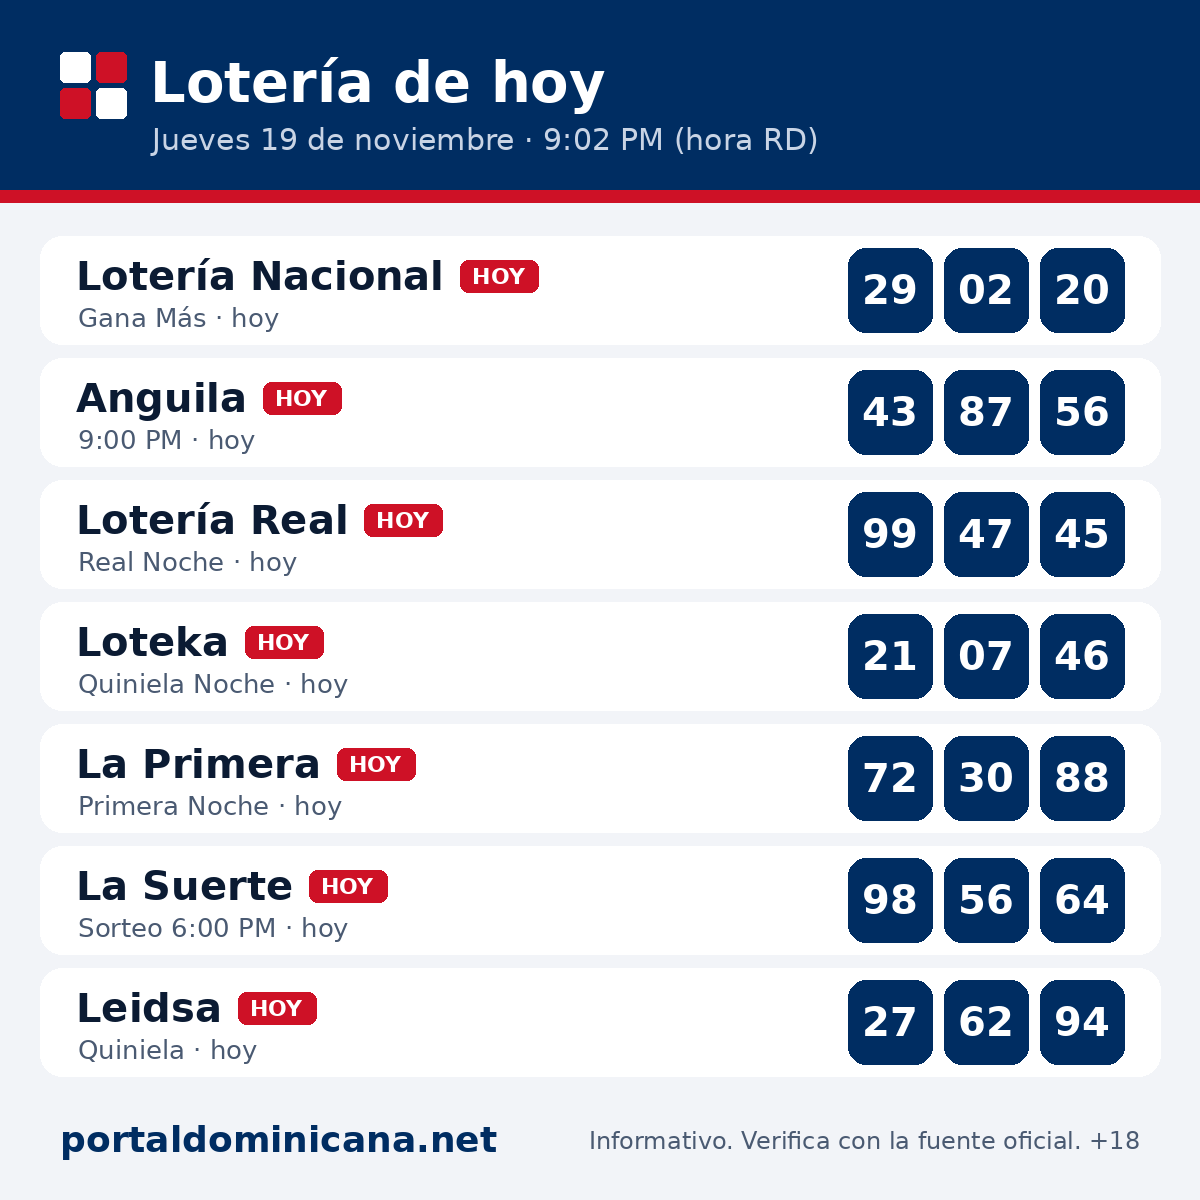 Lotería de hoy
Jueves 19 de noviembre · 9:02 PM (hora RD)
Lotería Nacional HOY
Gana Más · hoy
29 02 20
Anguila HOY
9:00 PM · hoy
43 87 56
Lotería Real HOY
Real Noche · hoy
99 47 45
Loteka HOY
Quiniela Noche · hoy
21 07 46
La Primera HOY
Primera Noche · hoy
72 30 88
La Suerte HOY
Sorteo 6:00 PM · hoy
98 56 64
Leidsa HOY
Quiniela · hoy
27 62 94
portaldominicana.net
Informativo. Verifica con la fuente oficial. +18